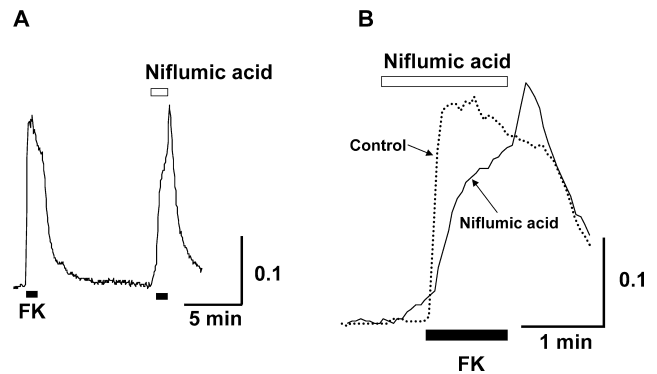 A
Niflumic acid
FK
0.1
5 min
B
Niflumic acid
Control
Niflumic acid
0.1
1 min
FK